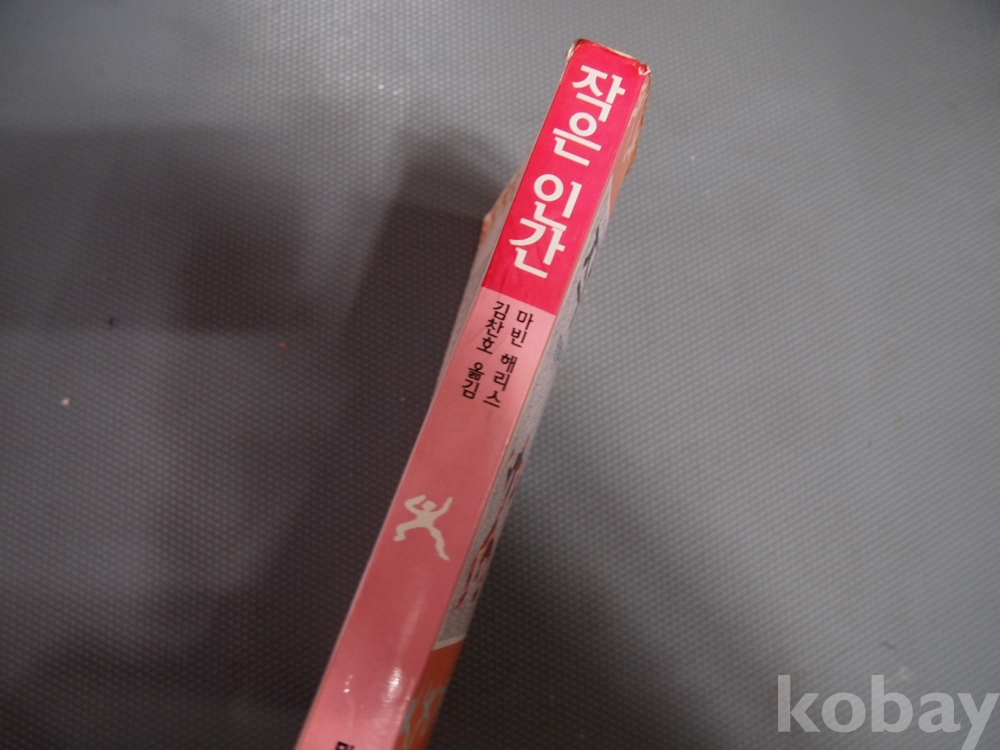 작은 인간
마빈 해리스
김찬호 옮김
kobay